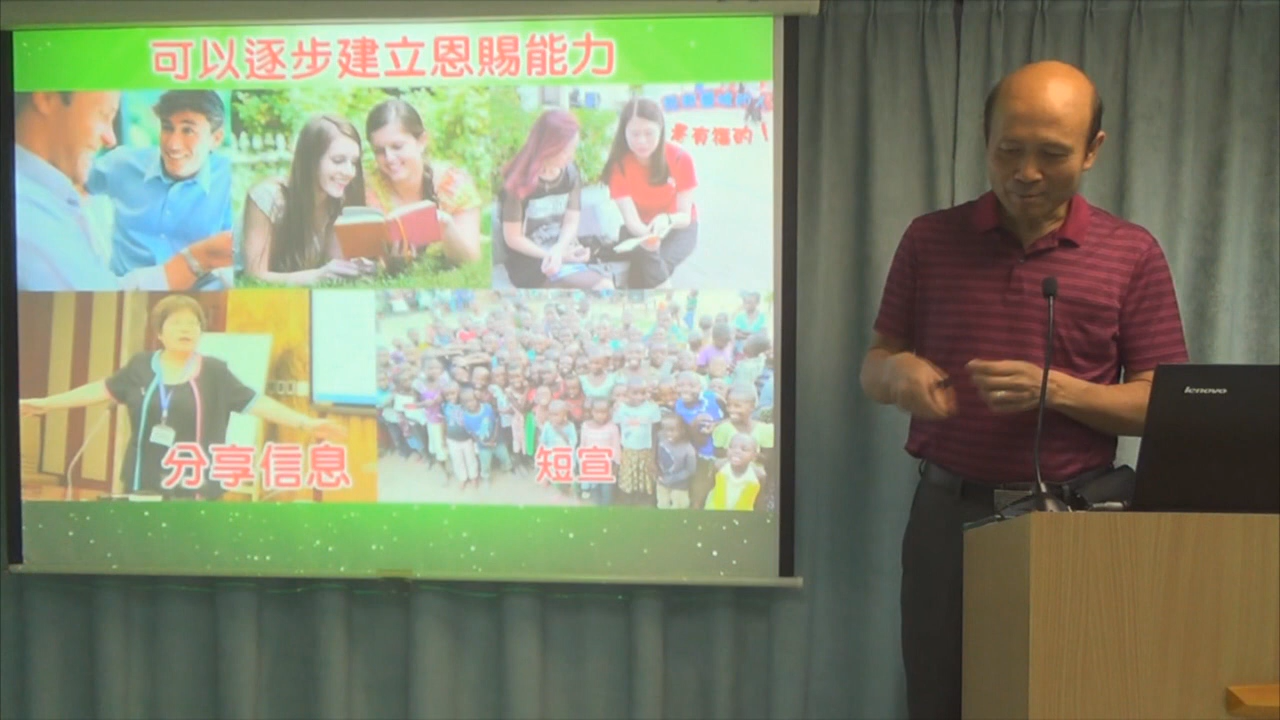 可以逐步建立恩賜能力
是有福的！
分享信息
短宣
lenovo